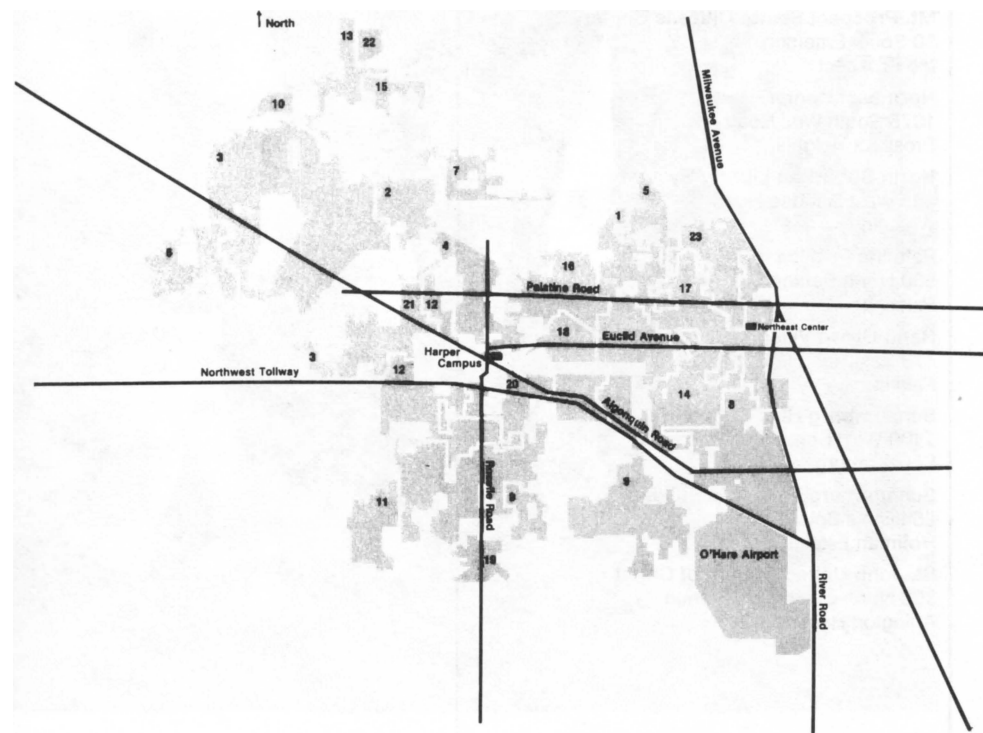 North
13
22
15
10
3
7
2
5
1
23
4
6
16
17
Palatine Road
21
12
Milwaukee Avenue
Northeast Center
18
Euclid Avenue
Harper
Campus
3
12
Northwest Tollway
20
14
8
Algonquin Road
Roselle Road
11
9
9
19
O'Hare Airport
River Road